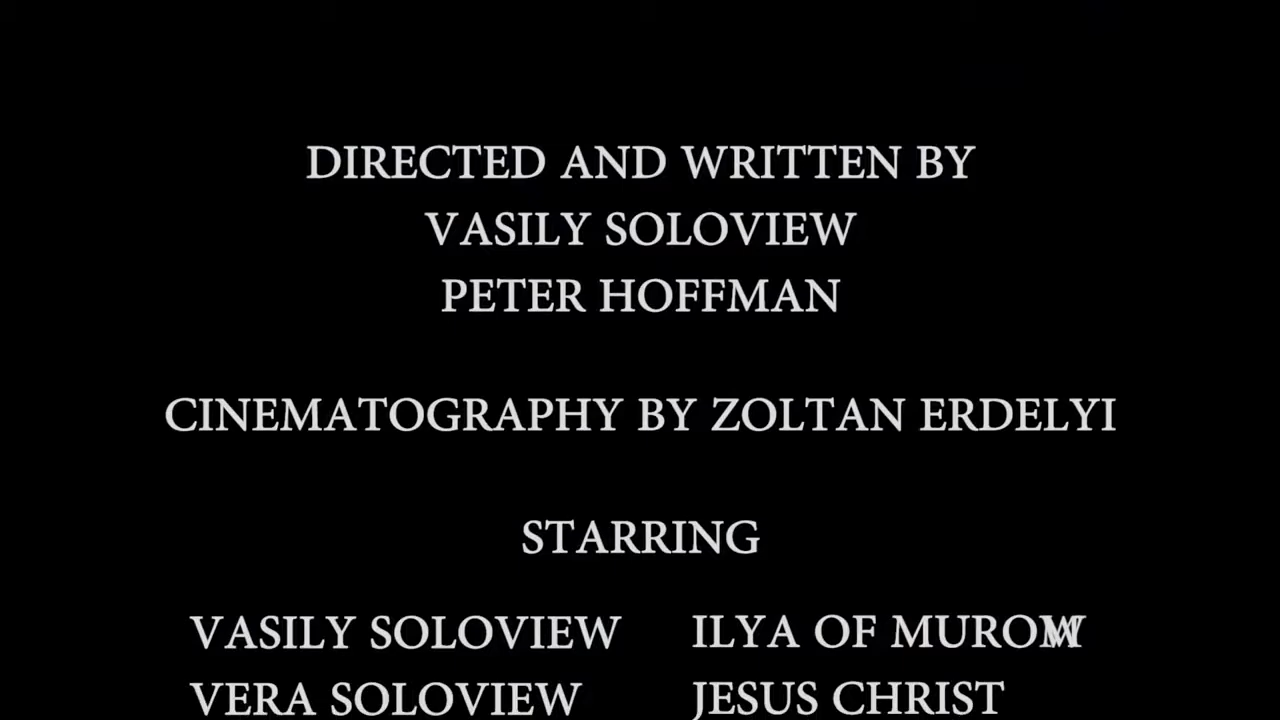 DIRECTED AND WRITTEN BY
VASILY SOLOVIEW
PETER HOFFMAN
CINEMATOGRAPHY BY ZOLTAN ERDELYI
STARRING
VASILY SOLOVIEW ILYA OF MUROM
VERA SOLOVIEW JESUS CHRIST